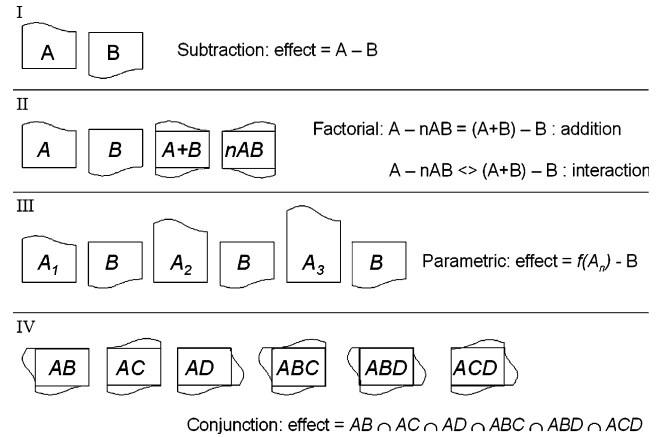 I
A B Subtraction: effect = A – B
II
Factorial: A – nAB = (A+B) – B : addition
A B A+B nAB
A – nAB <> (A+B) – B : interaction
III
A₁ B A₂ B A₃ B Parametric: effect = f(Aₙ) - B
IV
AB AC AD ABC ABD ACD
Conjunction: effect = AB ∩ AC ∩ AD ∩ ABC ∩ ABD ∩ ACD